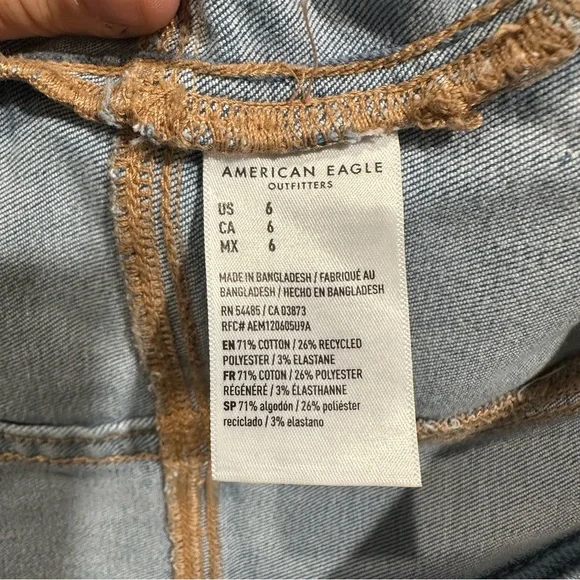 AMERICAN EAGLE
OUTFITTERS
US 6
CA 6
MX 6
MADE IN BANGLADESH / FABRIQUÉ AU
BANGLADESH / HECHO EN BANGLADESH
RN 54485 / CA 03873
RFC# AEM120605U9A
EN 71% COTTON / 26% RECYCLED
POLYESTER / 3% ELASTANE
FR 71% COTON / 26% POLYESTER
RÉGÉNÉRÉ / 3% ÉLASTHANNE
SP 71% algodón / 26% poliéster
reciclado / 3% elastano